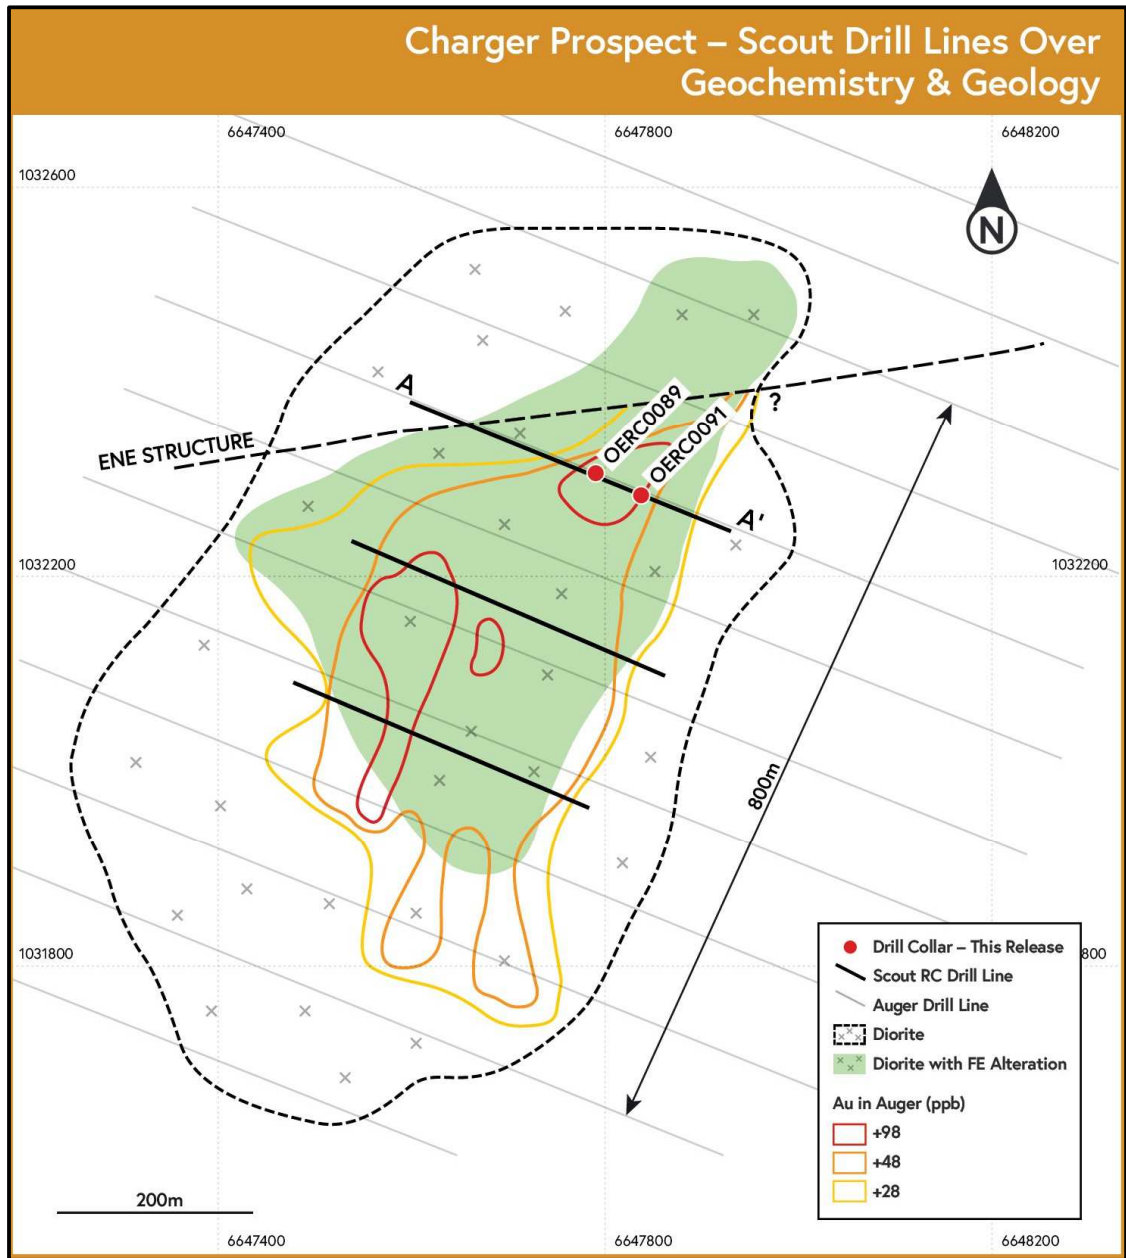 Charger Prospect – Scout Drill Lines Over
Geochemistry & Geology
6647400
6647800
6648200
1032600
N
A
OERC0089
OERC0091
?
ENE STRUCTURE
A'
1032200
1032200
800m
1031800
800
Drill Collar – This Release
Scout RC Drill Line
Auger Drill Line
Diorite
Diorite with FE Alteration
Au in Auger (ppb)
+98
+48
+28
200m
6647400
6647800
6648200